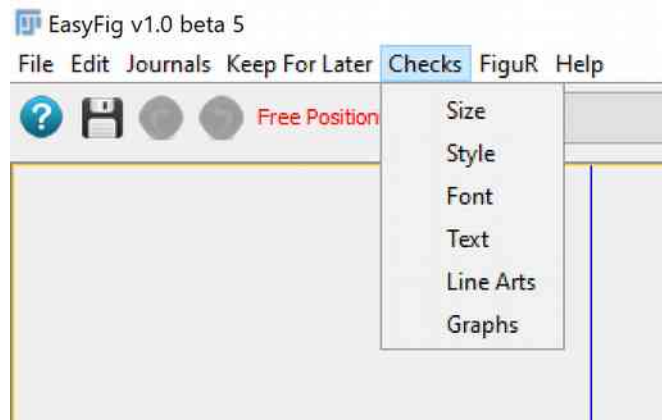 EasyFig v1.0 beta 5
File Edit Journals Keep For Later Checks FiguR Help
? Free Position
Size
Style
Font
Text
Line Arts
Graphs